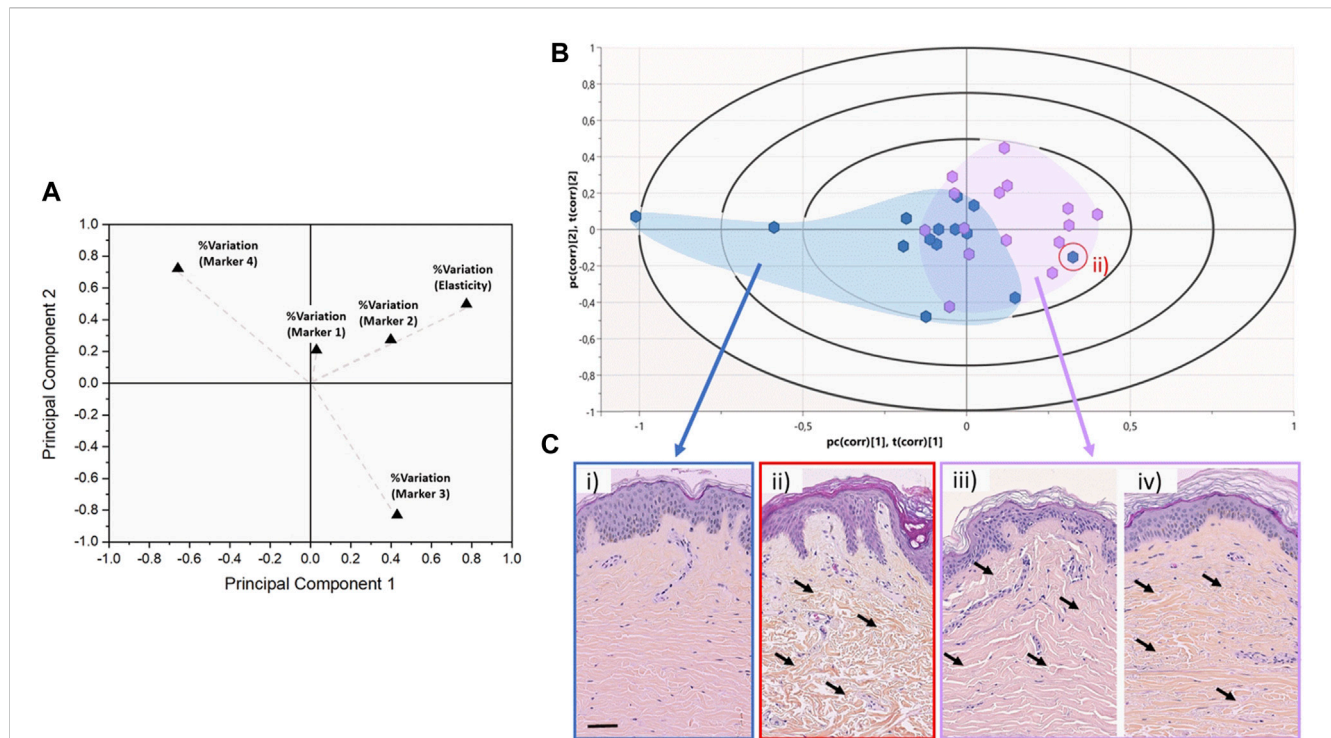 A
1.0
0.8
0.6
0.4
0.2
0.0
-0.2
-0.4
-0.6
-0.8
-1.0
Principal Component 2
%Variation
(Marker 4)
%Variation
(Marker 1)
%Variation
(Marker 2)
%Variation
(Elasticity)
%Variation
(Marker 3)
-1.0 -0.8 -0.6 -0.4 -0.2 0.0 0.2 0.4 0.6 0.8 1.0
Principal Component 1
B
1
0,8
0,6
0,4
0,2
0
-0,2
-0,4
-0,6
-0,8
-1
pc(corr)[2], t(corr)[2]
ii)
-1 -0,5 0 0,5 1
pc(corr)[1], t(corr)[1]
C
i)
ii)
iii)
iv)